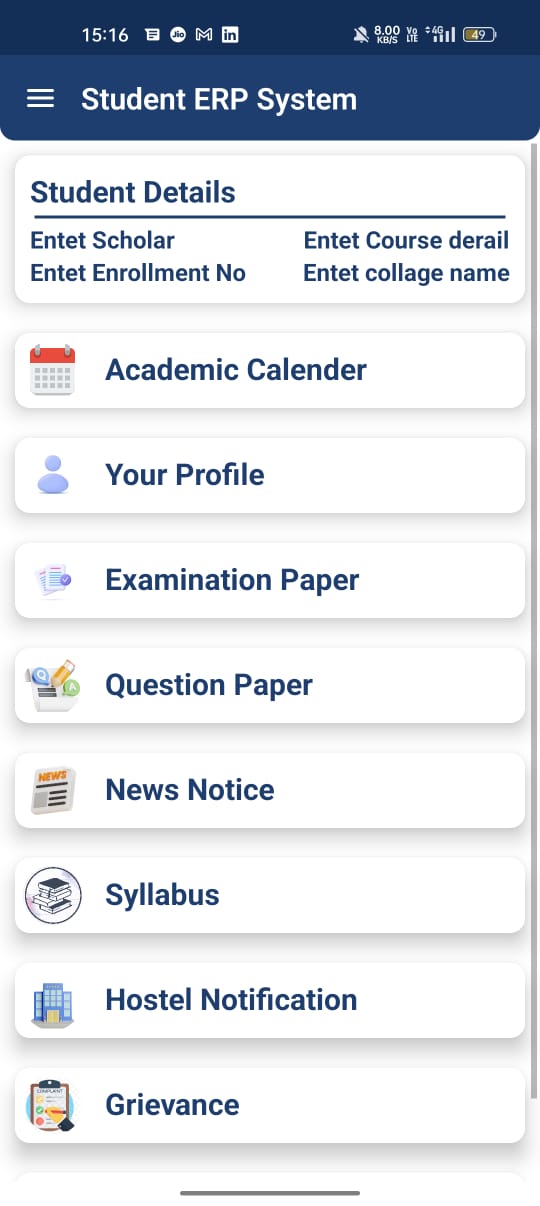 15:16 Jio M in 8.00 KB/S Vo LTE 4G 49
Student ERP System
Student Details
Entet Scholar Entet Course derail
Entet Enrollment No Entet collage name
Academic Calender
Your Profile
Examination Paper
Q A
Question Paper
NEWS
News Notice
Syllabus
Hostel Notification
COMPLAINT
Grievance